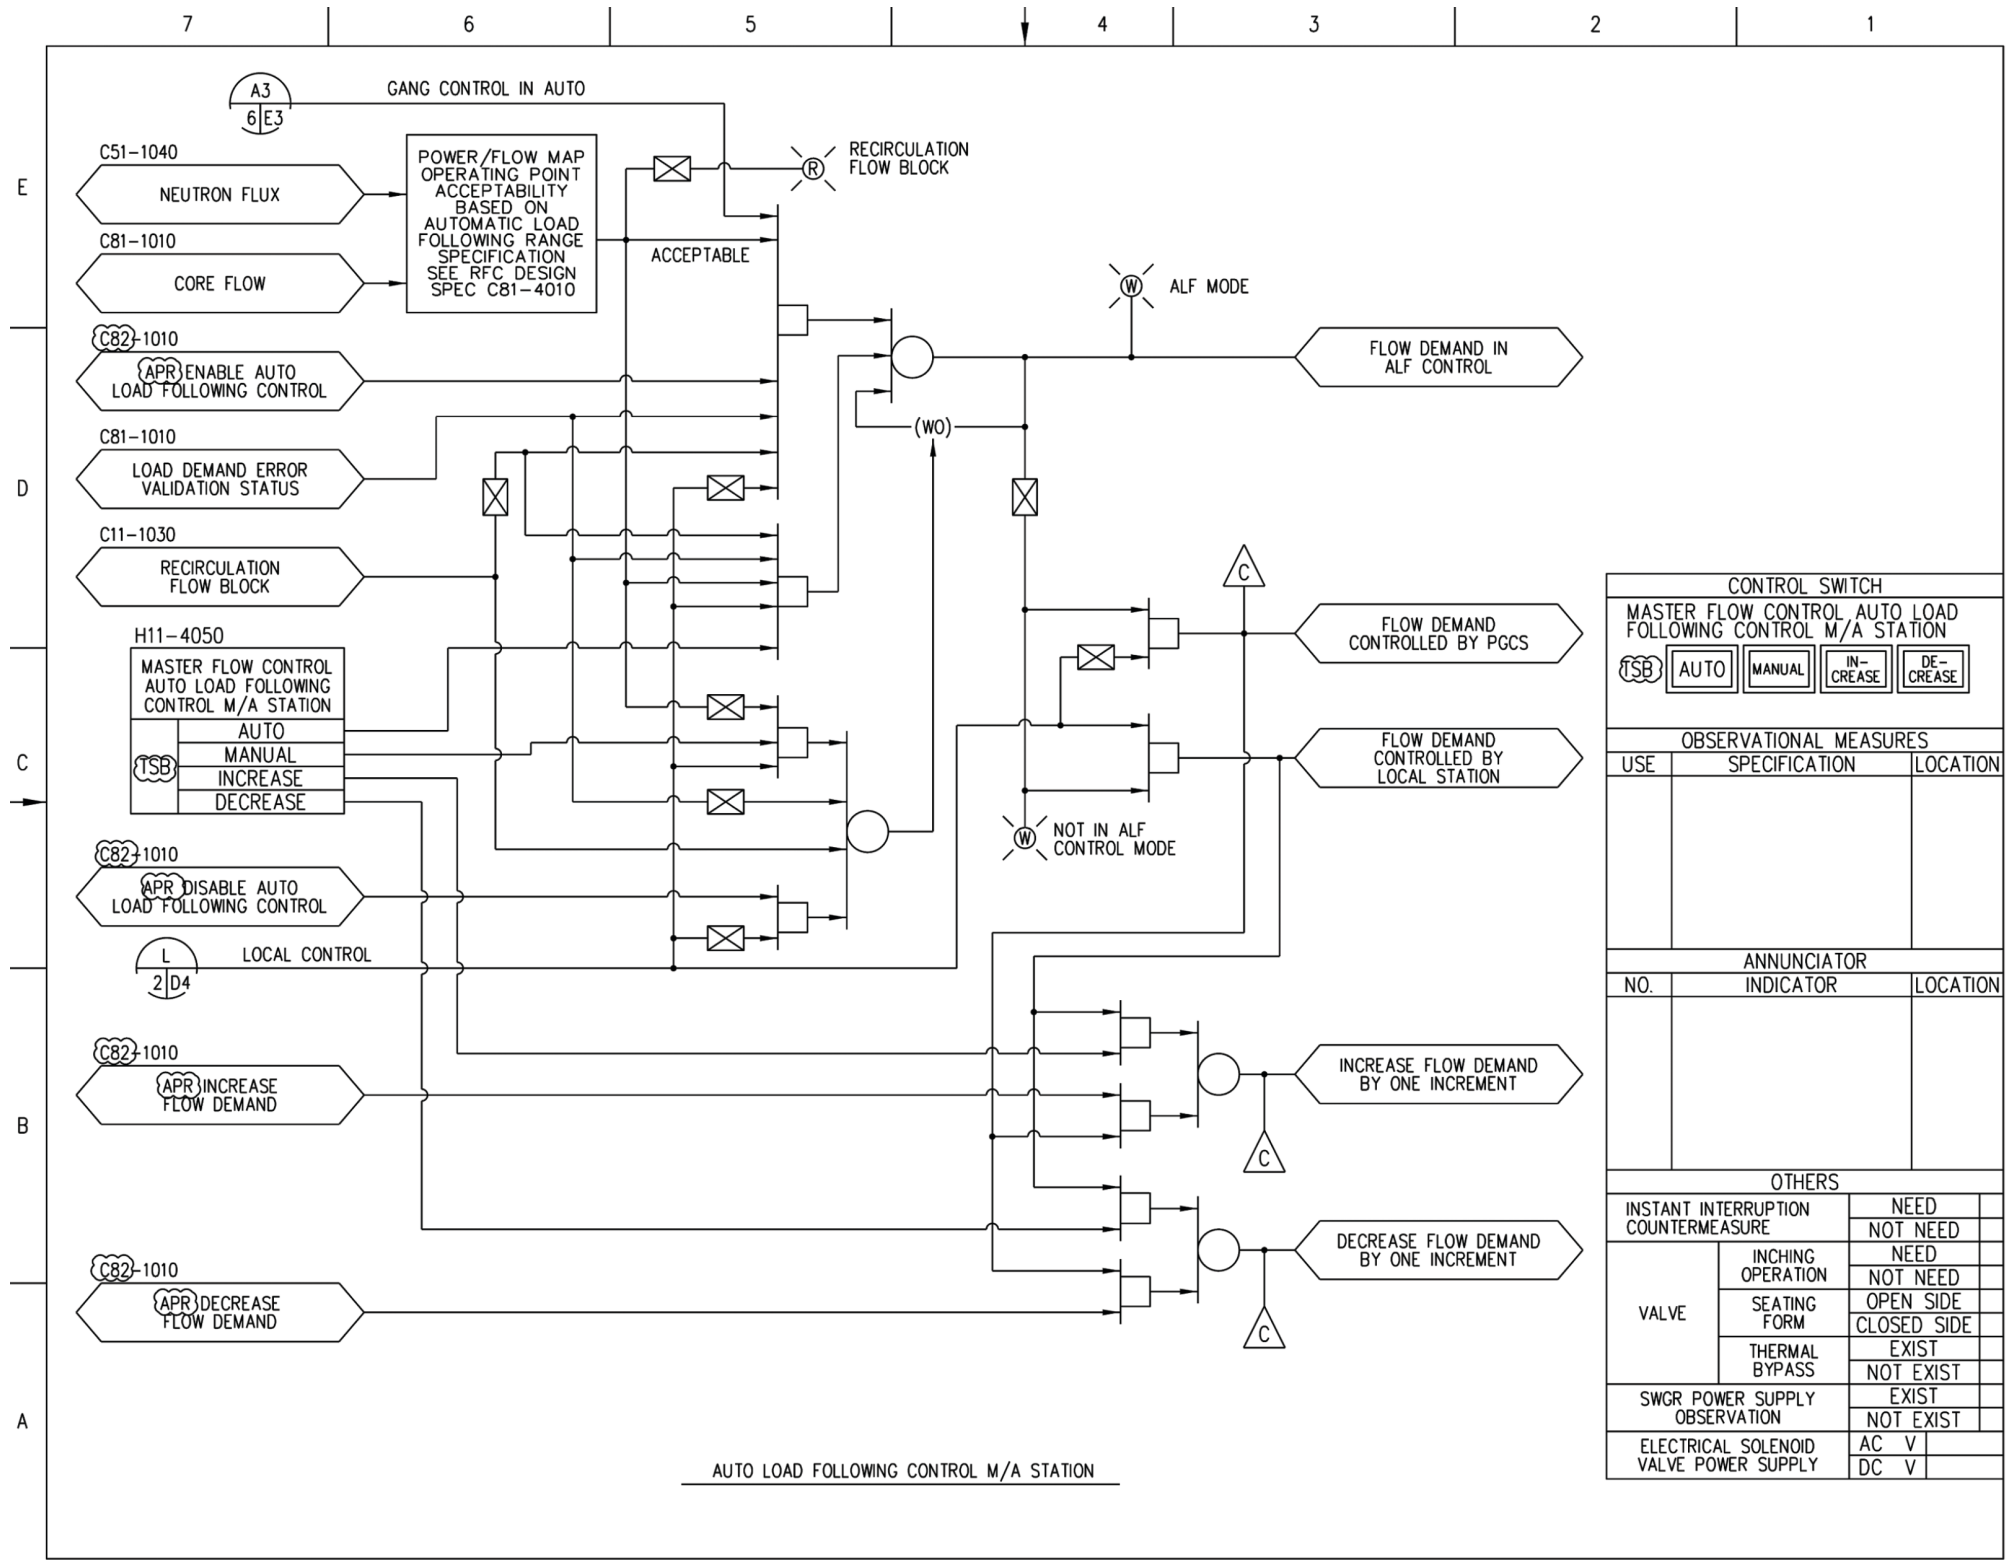 7 6 5 4 3 2 1
E
D
C
B
A
A3
6 E3
GANG CONTROL IN AUTO
C51-1040
NEUTRON FLUX
C81-1010
CORE FLOW
POWER/FLOW MAP
OPERATING POINT
ACCEPTABILITY
BASED ON
AUTOMATIC LOAD
FOLLOWING RANGE
SPECIFICATION
SEE RFC DESIGN
SPEC C81-4010
R
RECIRCULATION
FLOW BLOCK
ACCEPTABLE
C82-1010
APR ENABLE AUTO
LOAD FOLLOWING CONTROL
C81-1010
LOAD DEMAND ERROR
VALIDATION STATUS
C11-1030
RECIRCULATION
FLOW BLOCK
H11-4050
MASTER FLOW CONTROL
AUTO LOAD FOLLOWING
CONTROL M/A STATION
TSB
AUTO
MANUAL
INCREASE
DECREASE
C82-1010
APR DISABLE AUTO
LOAD FOLLOWING CONTROL
L
2 D4
LOCAL CONTROL
C82-1010
APR INCREASE
FLOW DEMAND
C82-1010
APR DECREASE
FLOW DEMAND
(WO)
W
ALF MODE
FLOW DEMAND IN
ALF CONTROL
C
FLOW DEMAND
CONTROLLED BY PGCS
FLOW DEMAND
CONTROLLED BY
LOCAL STATION
W
NOT IN ALF
CONTROL MODE
INCREASE FLOW DEMAND
BY ONE INCREMENT
C
DECREASE FLOW DEMAND
BY ONE INCREMENT
C
AUTO LOAD FOLLOWING CONTROL M/A STATION
CONTROL SWITCH
MASTER FLOW CONTROL AUTO LOAD
FOLLOWING CONTROL M/A STATION
TSB AUTO MANUAL IN-
CREASE DE-
CREASE
OBSERVATIONAL MEASURES
USE SPECIFICATION LOCATION
ANNUNCIATOR
NO. INDICATOR LOCATION
OTHERS
INSTANT INTERRUPTION
COUNTERMEASURE
NEED
NOT NEED
VALVE
INCHING
OPERATION
NEED
NOT NEED
SEATING
FORM
OPEN SIDE
CLOSED SIDE
THERMAL
BYPASS
EXIST
NOT EXIST
SWGR POWER SUPPLY
OBSERVATION
EXIST
NOT EXIST
ELECTRICAL SOLENOID
VALVE POWER SUPPLY
AC V
DC V